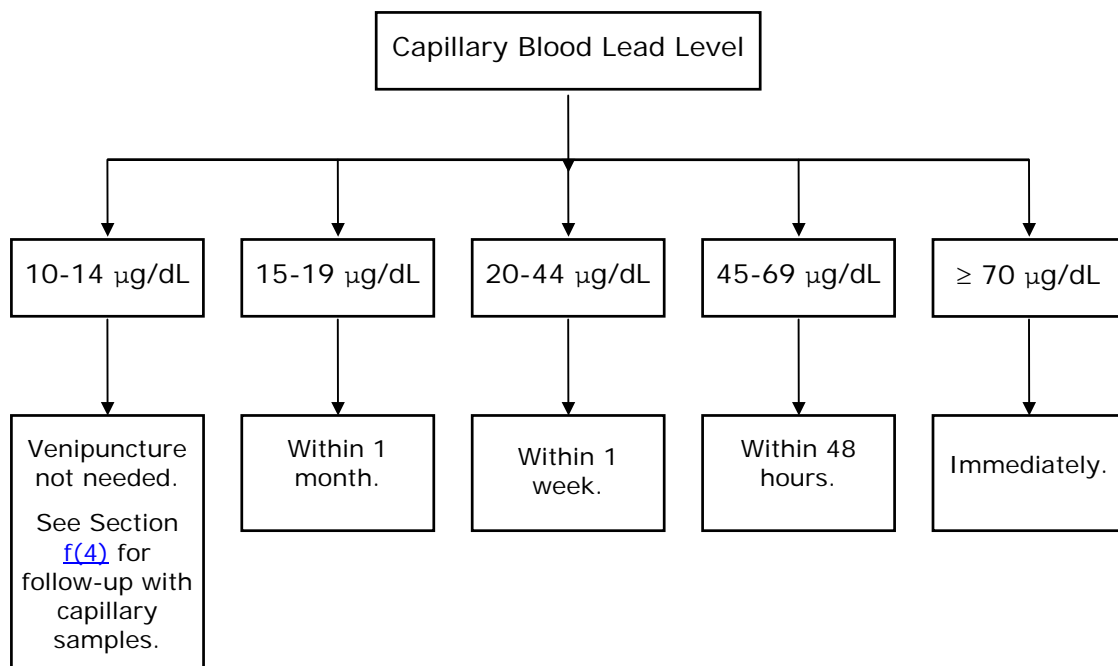 Capillary Blood Lead Level
10-14 μg/dL
15-19 μg/dL
20-44 μg/dL
45-69 μg/dL
≥ 70 μg/dL
Venipuncture
not needed.
See Section
f(4) for
follow-up with
capillary
samples.
Within 1
month.
Within 1
week.
Within 48
hours.
Immediately.